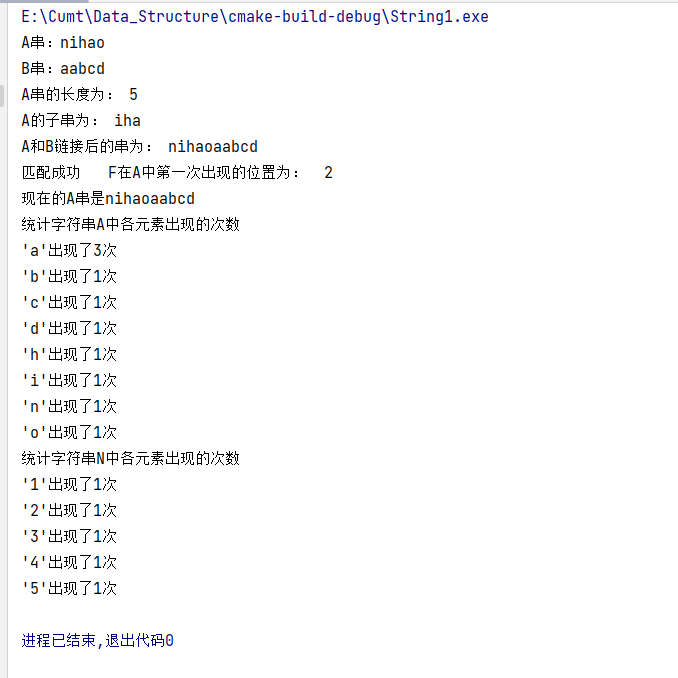 E:\Cumt\Data_Structure\cmake-build-debug\String1.exe
A串：nihao
B串：aabcd
A串的长度为： 5
A的子串为： iha
A和B链接后的串为： nihaoaabcd
匹配成功   F在A中第一次出现的位置为：  2
现在的A串是nihaoaabcd
统计字符串A中各元素出现的次数
'a'出现了3次
'b'出现了1次
'c'出现了1次
'd'出现了1次
'h'出现了1次
'i'出现了1次
'n'出现了1次
'o'出现了1次
统计字符串N中各元素出现的次数
'1'出现了1次
'2'出现了1次
'3'出现了1次
'4'出现了1次
'5'出现了1次
进程已结束,退出代码0